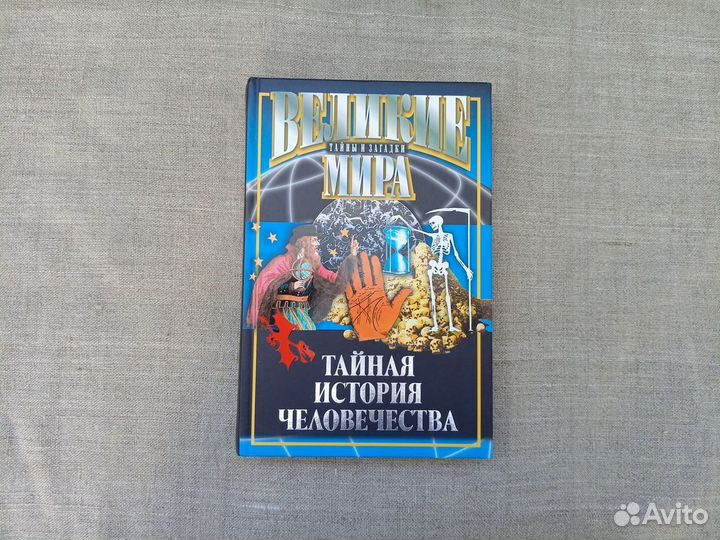 ВЕЛИКИЕ
ТАЙНЫ И ЗАГАДКИ
МИРА
ТАЙНАЯ
ИСТОРИЯ
ЧЕЛОВЕЧЕСТВА
Avito